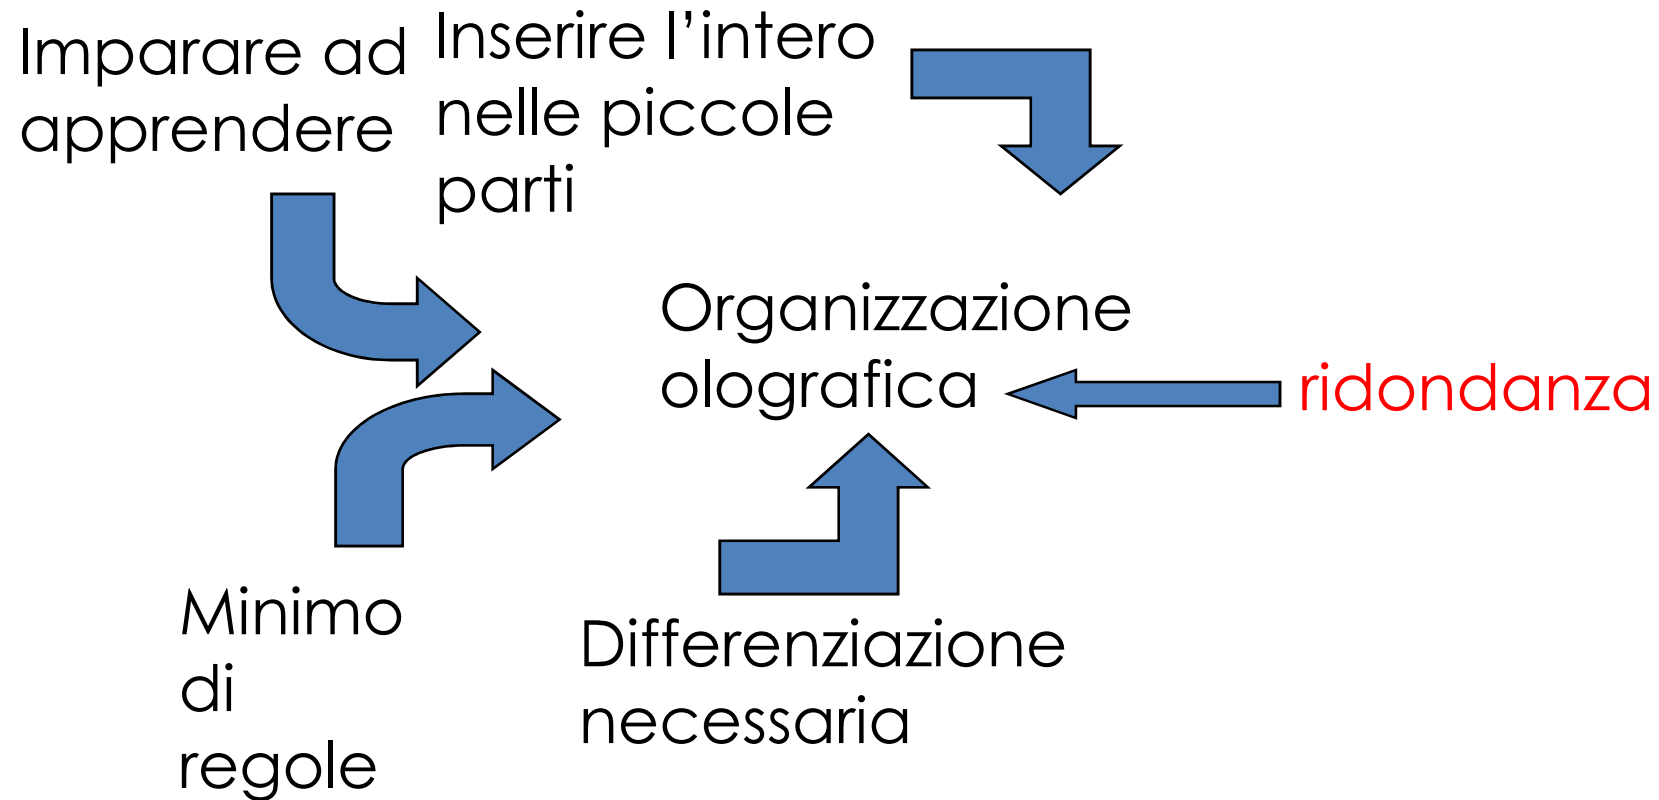 Imparare ad
apprendere
Inserire l’intero
nelle piccole
parti
Organizzazione
olografica
ridondanza
Minimo
di
regole
Differenziazione
necessaria